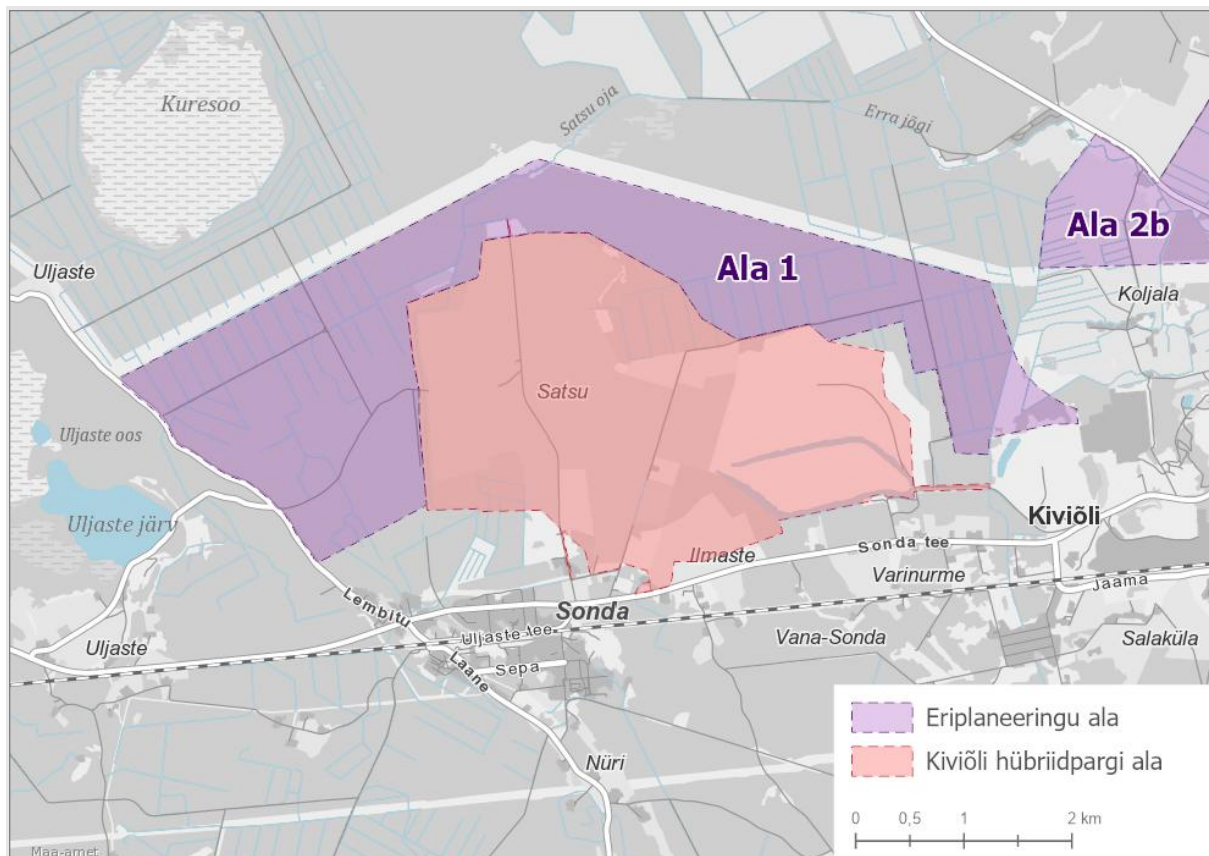 Kuresoo
Satsu oja
Erra jõgi
Ala 2b
Ala 1
Uljaste
Koljala
Satsu
Uljaste oos
Uljaste järv
Kiviõli
Ilmaste
Sonda tee
Varinurme
Jaama
Lembitu
Sonda
Uljaste tee
Vana-Sonda
Salaküla
Uljaste
Laane
Sepa
Nüri
Eriplaneeringu ala
Kiviõli hübriidpargi ala
0 0,5 1 2 km
Maa-amet